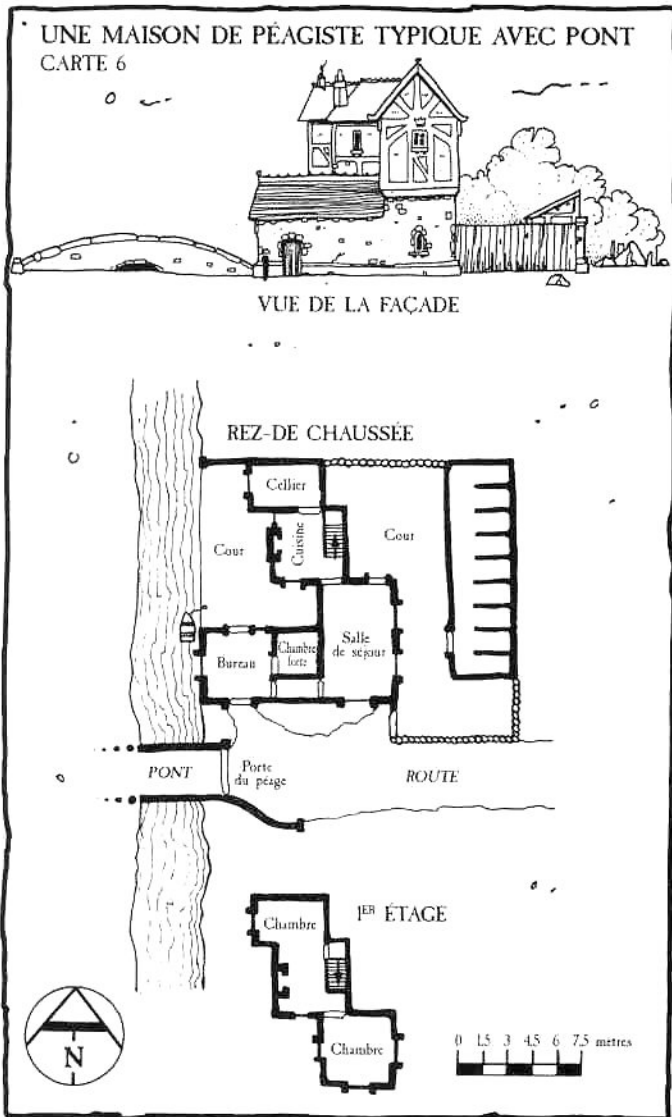 UNE MAISON DE PÉAGISTE TYPIQUE AVEC PONT
CARTE 6
VUE DE LA FAÇADE
REZ-DE CHAUSSÉE
Cellier
Cour
Cuisine
Cour
Bureau
Chambre
forte
Salle
de séjour
PONT
Porte
du péage
ROUTE
1ER ÉTAGE
Chambre
Chambre
N
0 1.5 3 4.5 6 7.5 mètres